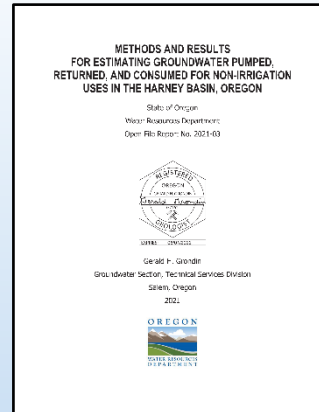 METHODS AND RESULTS
FOR ESTIMATING GROUNDWATER PUMPED,
RETURNED, AND CONSUMED FOR NON-IRRIGATION
USES IN THE HARNEY BASIN, OREGON
State of Oregon
Water Resources Department
Open File Report No. 2021-03
REGISTERED
OREGON
GEOLOGIST
EXPIRES
Gerald H. Grondin
Groundwater Section, Technical Services Division
Salem, Oregon
2021
OREGON
WATER RESOURCES
DEPARTMENT